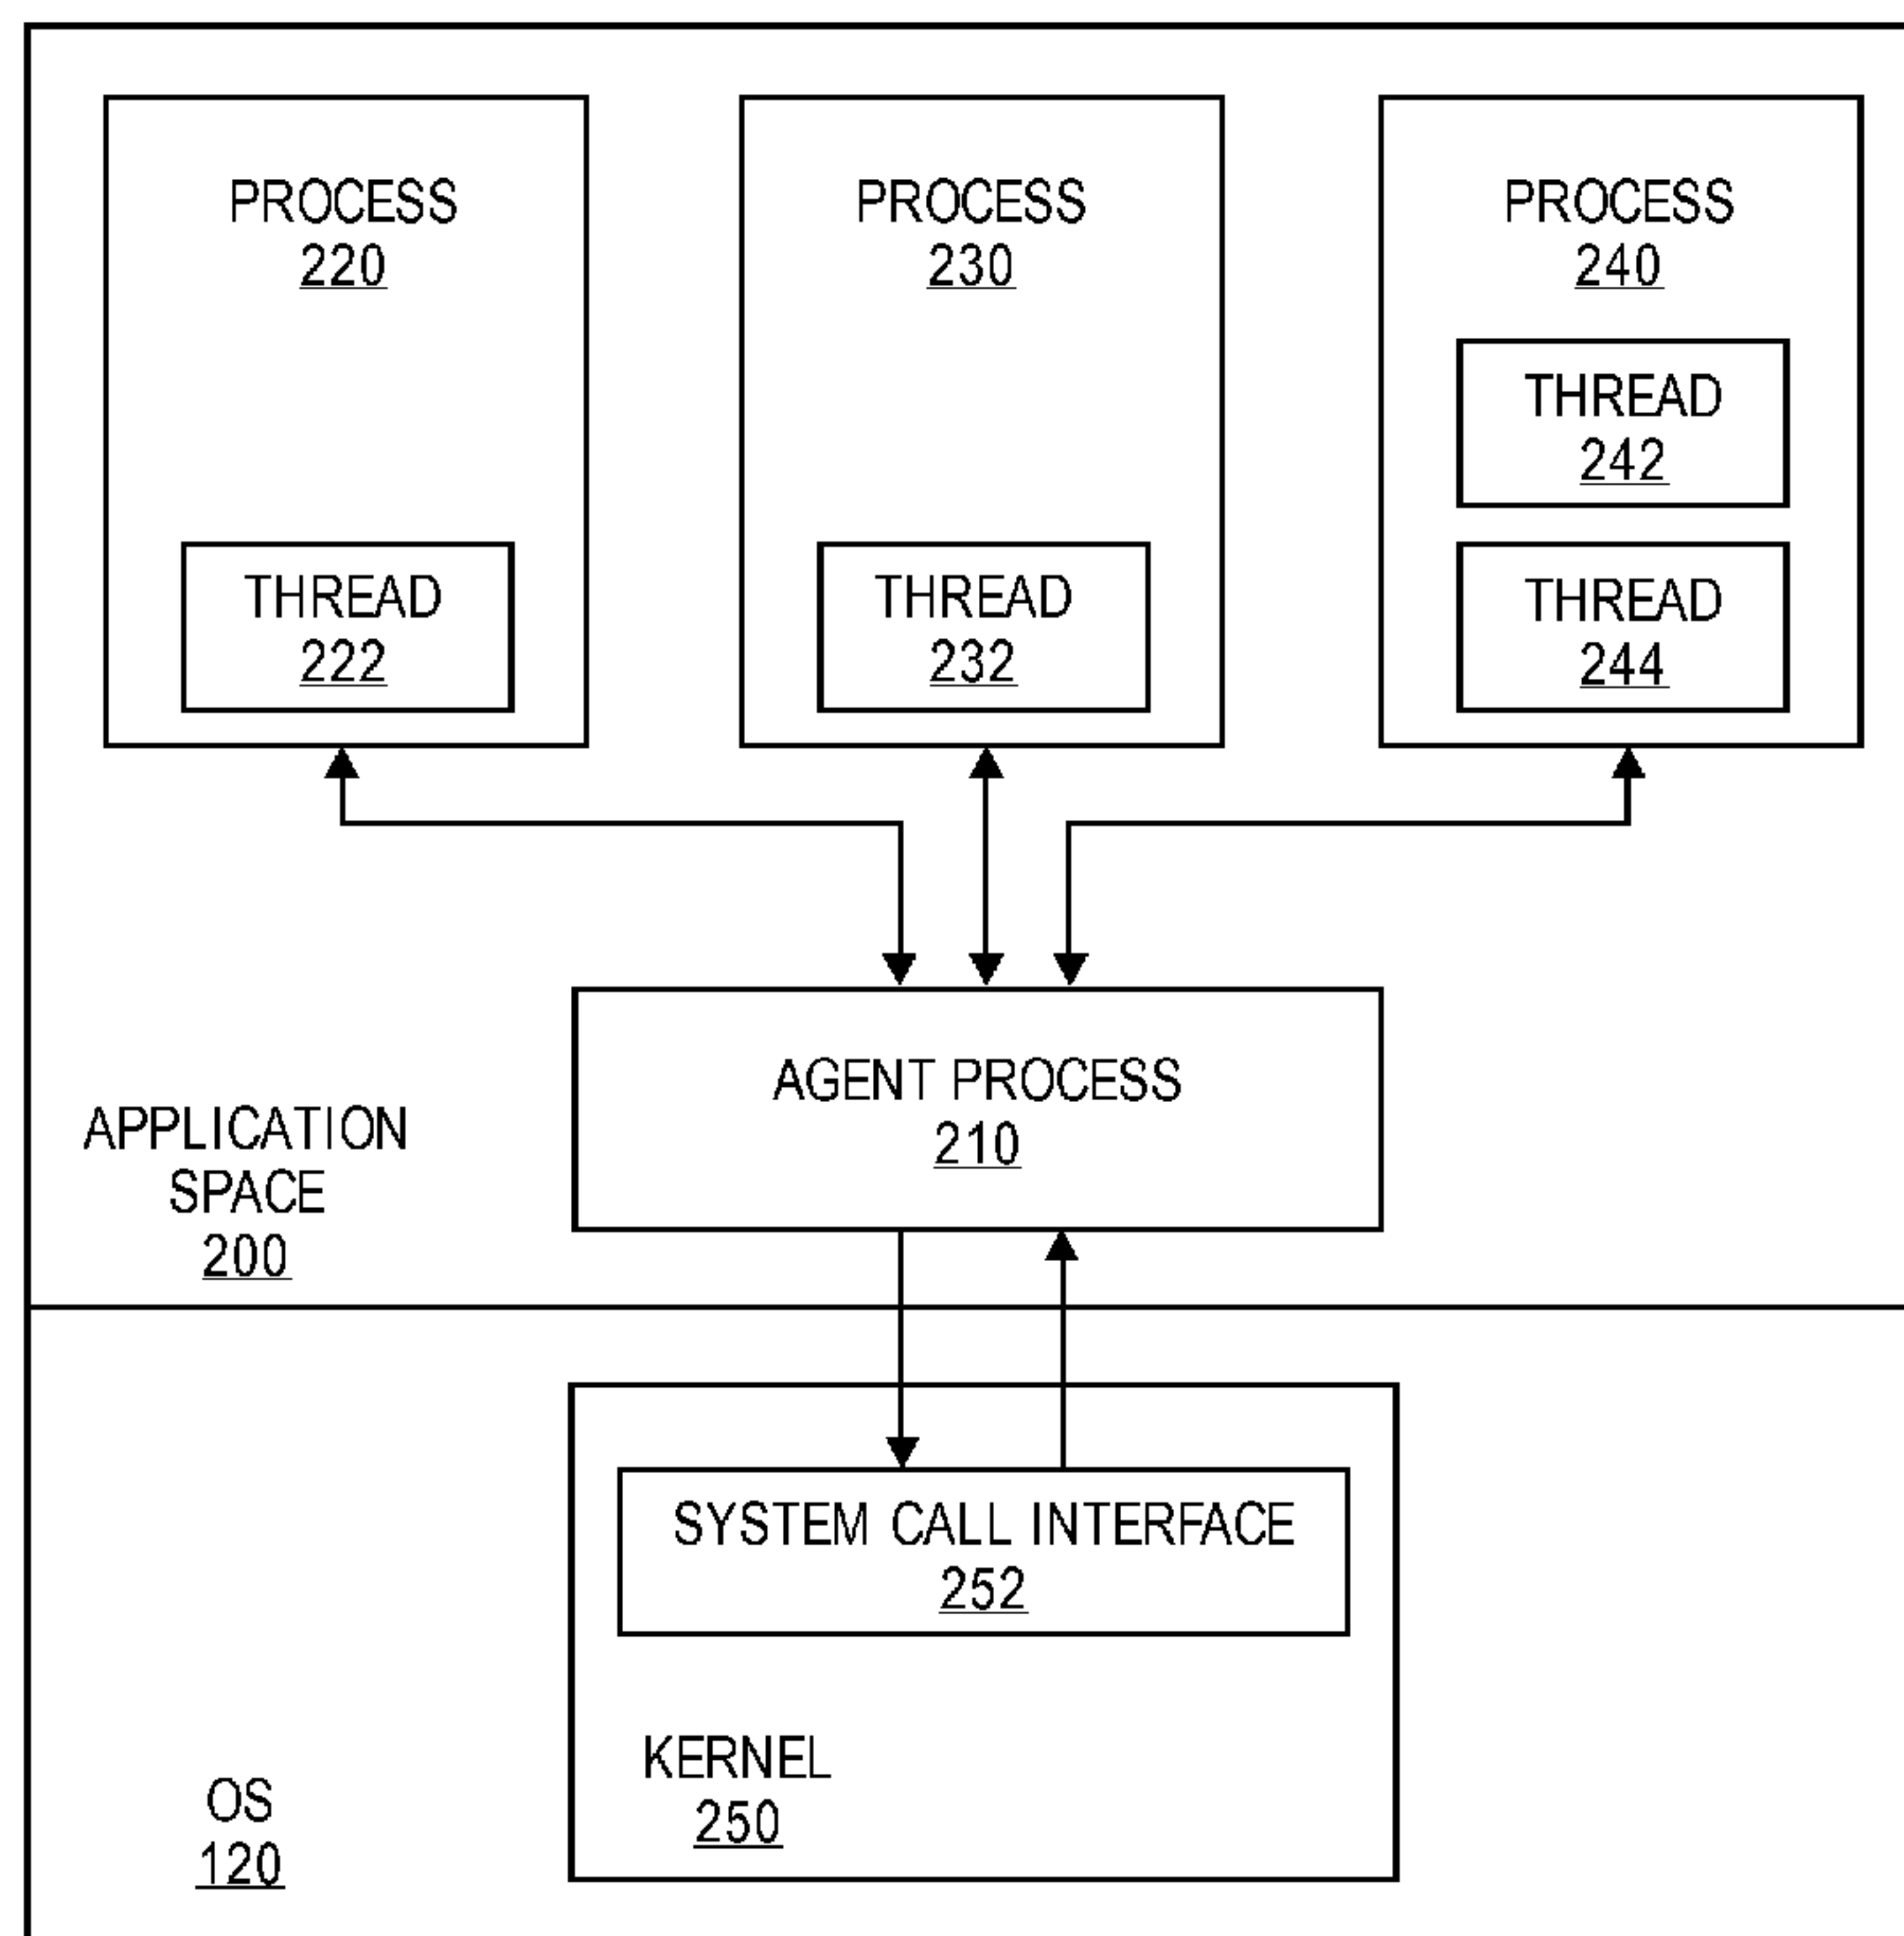 PROCESS
220
THREAD
222
PROCESS
230
THREAD
232
PROCESS
240
THREAD
242
THREAD
244
AGENT PROCESS
210
APPLICATION
SPACE
200
SYSTEM CALL INTERFACE
252
KERNEL
250
OS
120